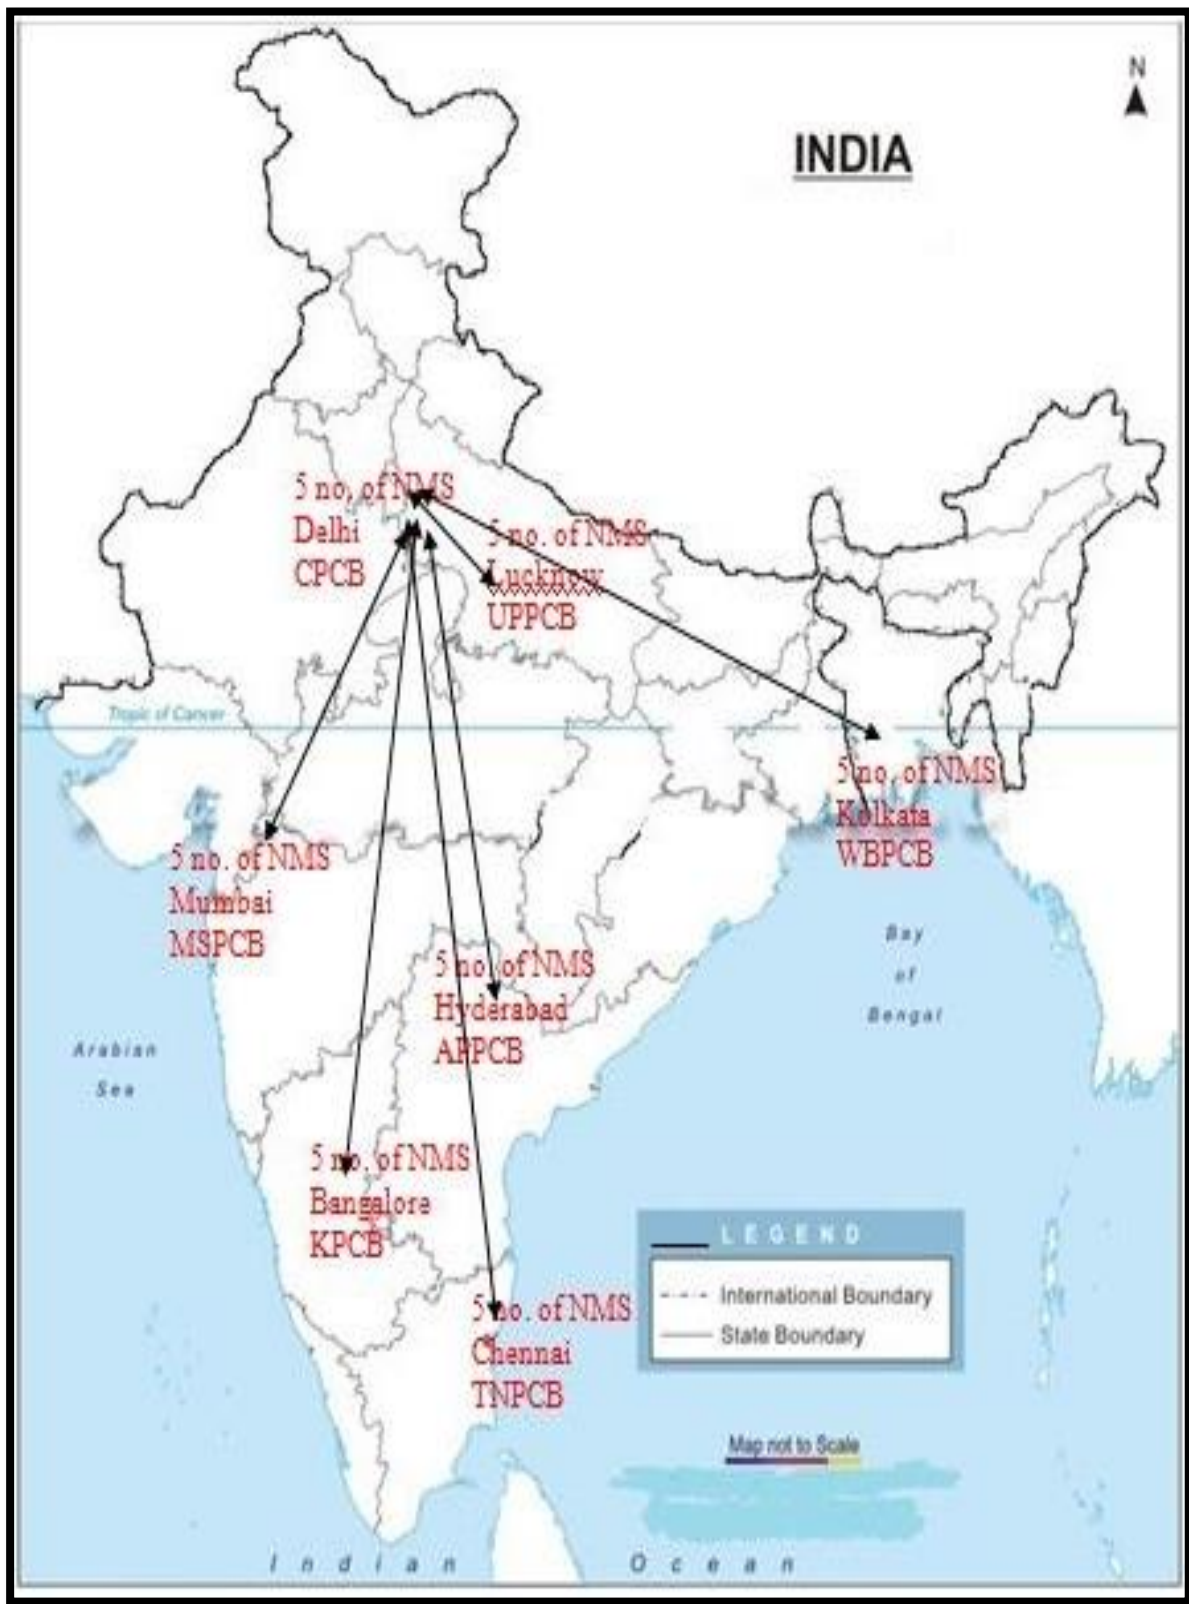 N
INDIA
5 no. of NMS
Delhi
CPCB
5 no. of NMS
Lucknow
UPPCB
Tropic of Cancer
5 no. of NMS
Kolkata
WBPCB
5 no. of NMS
Mumbai
MSPCB
Bay
of
Bengal
5 no. of NMS
Hyderabad
APPCB
Arabian
Sea
5 no. of NMS
Bangalore
KPCB
LEGEND
International Boundary
State Boundary
5 no. of NMS
Chennai
TNPCB
Map not to Scale
Indian Ocean